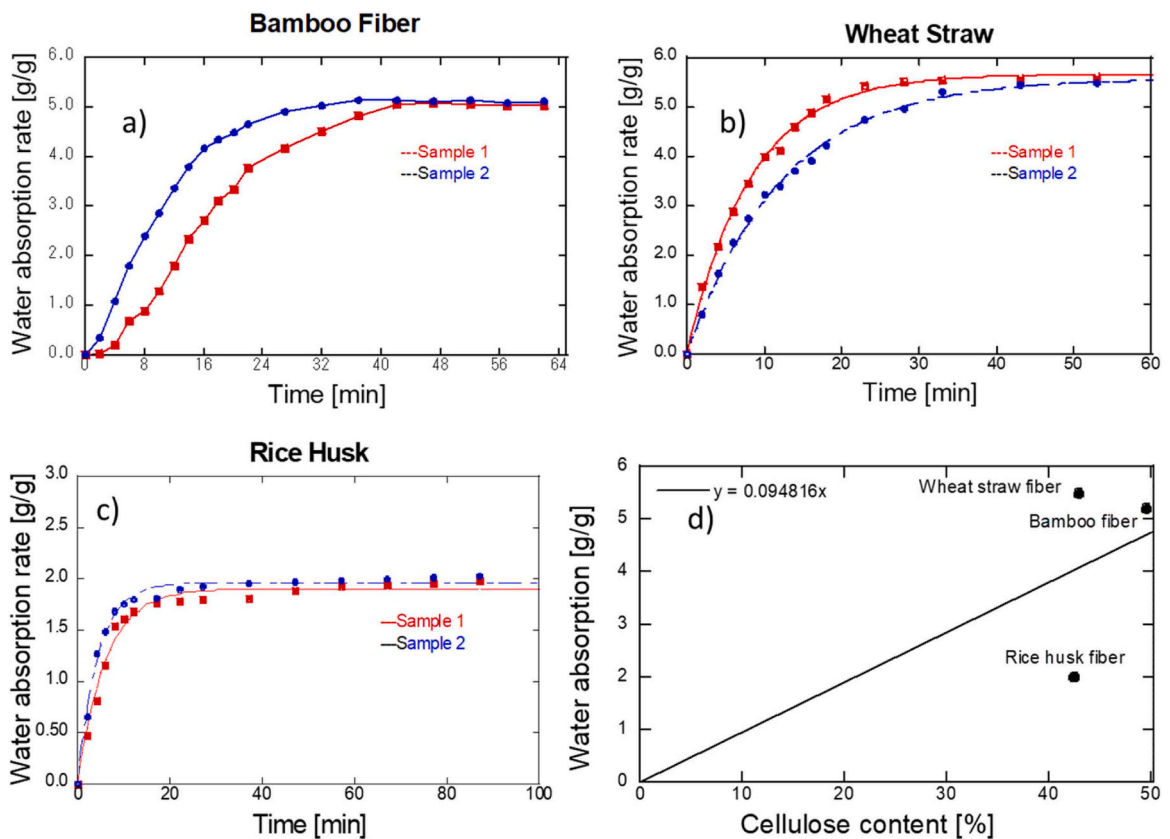 Bamboo Fiber
Water absorption rate [g/g]
6.0
5.0
4.0
3.0
2.0
1.0
0.0
a)
Sample 1
Sample 2
0 8 16 24 32 40 48 56 64
Time [min]
Wheat Straw
Water absorption rate [g/g]
6.0
5.0
4.0
3.0
2.0
1.0
0.0
b)
Sample 1
Sample 2
0 10 20 30 40 50 60
Time [min]
Rice Husk
Water absorption rate [g/g]
3.0
2.5
2.0
1.5
1.0
0.50
0.0
c)
Sample 1
Sample 2
0 20 40 60 80 100
Time [min]
Water absorption [g/g]
6
5
4
3
2
1
0
y = 0.094816x
d)
Wheat straw fiber
Bamboo fiber
Rice husk fiber
0 10 20 30 40 50
Cellulose content [%]